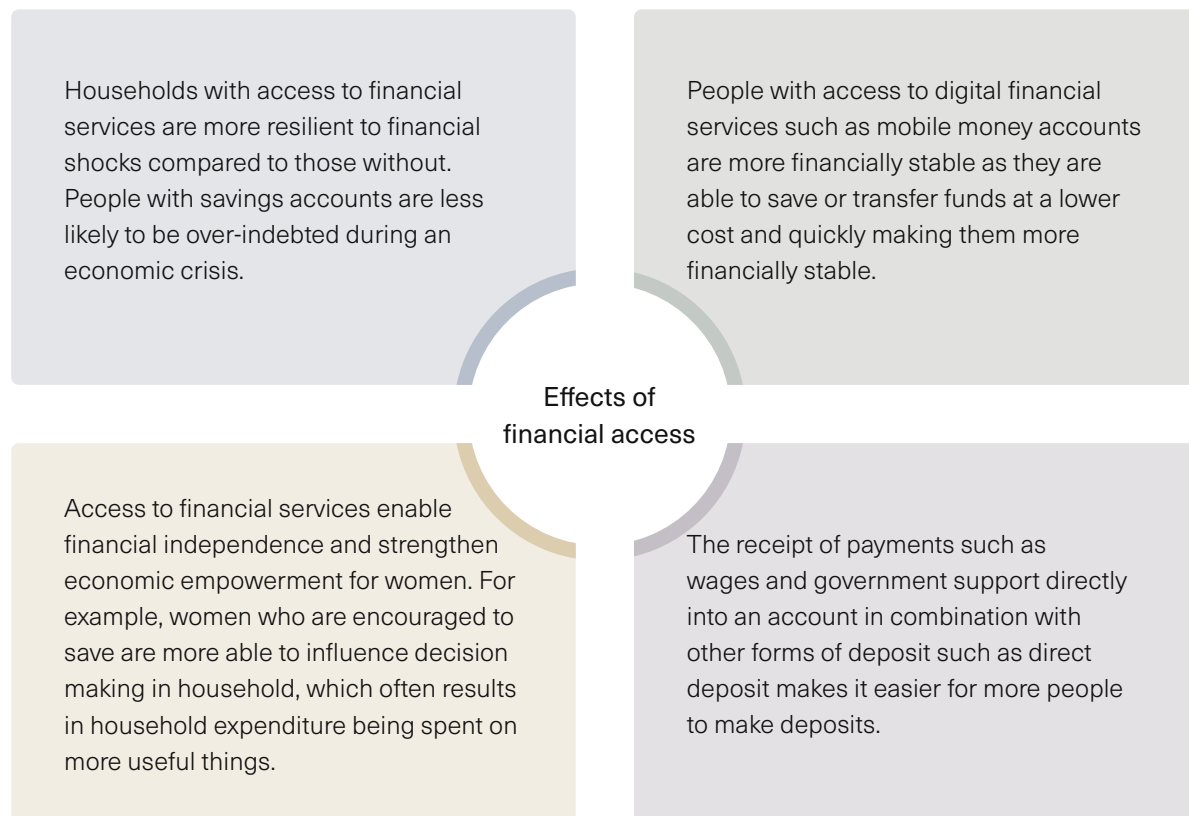 Households with access to financial
services are more resilient to financial
shocks compared to those without.
People with savings accounts are less
likely to be over-indebted during an
economic crisis.
People with access to digital financial
services such as mobile money accounts
are more financially stable as they are
able to save or transfer funds at a lower
cost and quickly making them more
financially stable.
Effects of
financial access
Access to financial services enable
financial independence and strengthen
economic empowerment for women. For
example, women who are encouraged to
save are more able to influence decision
making in household, which often results
in household expenditure being spent on
more useful things.
The receipt of payments such as
wages and government support directly
into an account in combination with
other forms of deposit such as direct
deposit makes it easier for more people
to make deposits.